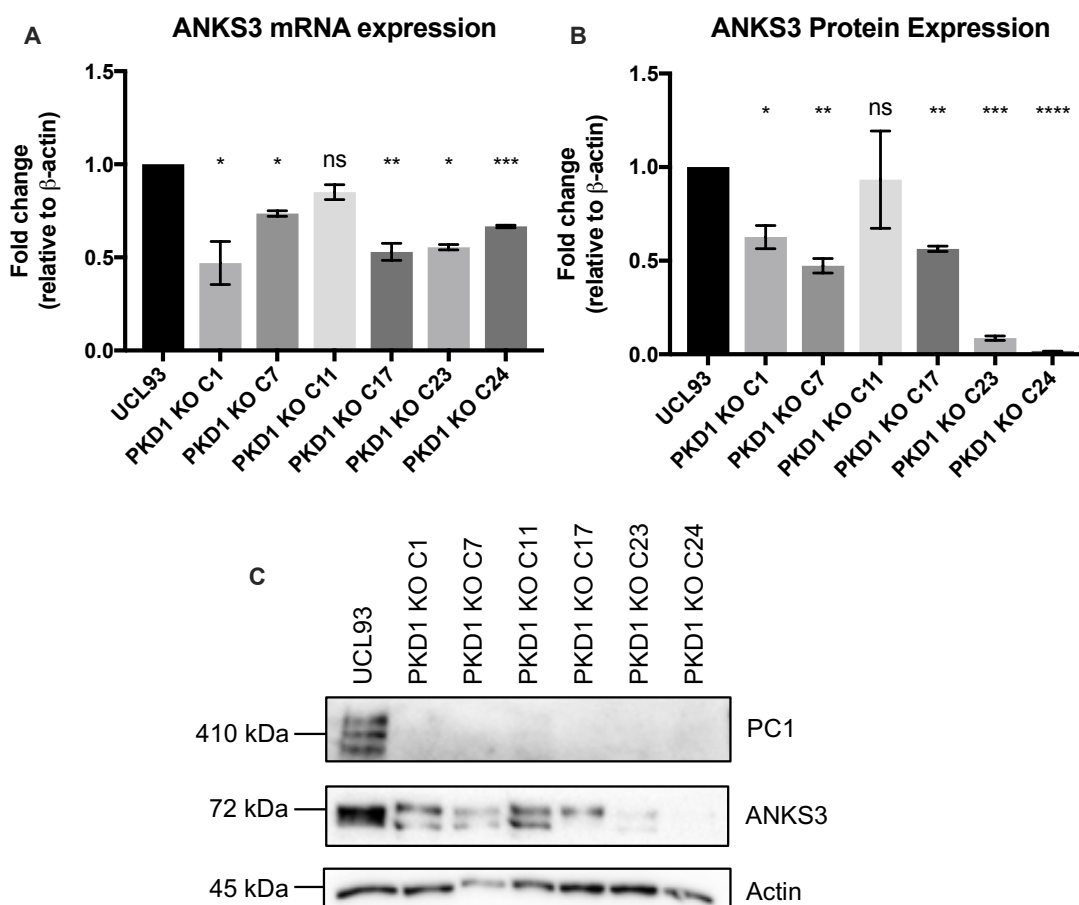 A
ANKS3 mRNA expression
Fold change
(relative to β-actin)
1.5
1.0
0.5
0.0
* * ns ** * ***
UCL93
PKD1 KO C1
PKD1 KO C7
PKD1 KO C11
PKD1 KO C17
PKD1 KO C23
PKD1 KO C24
B
ANKS3 Protein Expression
Fold change
(relative to β-actin)
1.5
1.0
0.5
0.0
* ** ns ** *** ****
UCL93
PKD1 KO C1
PKD1 KO C7
PKD1 KO C11
PKD1 KO C17
PKD1 KO C23
PKD1 KO C24
C
UCL93
PKD1 KO C1
PKD1 KO C7
PKD1 KO C11
PKD1 KO C17
PKD1 KO C23
PKD1 KO C24
410 kDa
PC1
72 kDa
ANKS3
45 kDa
Actin